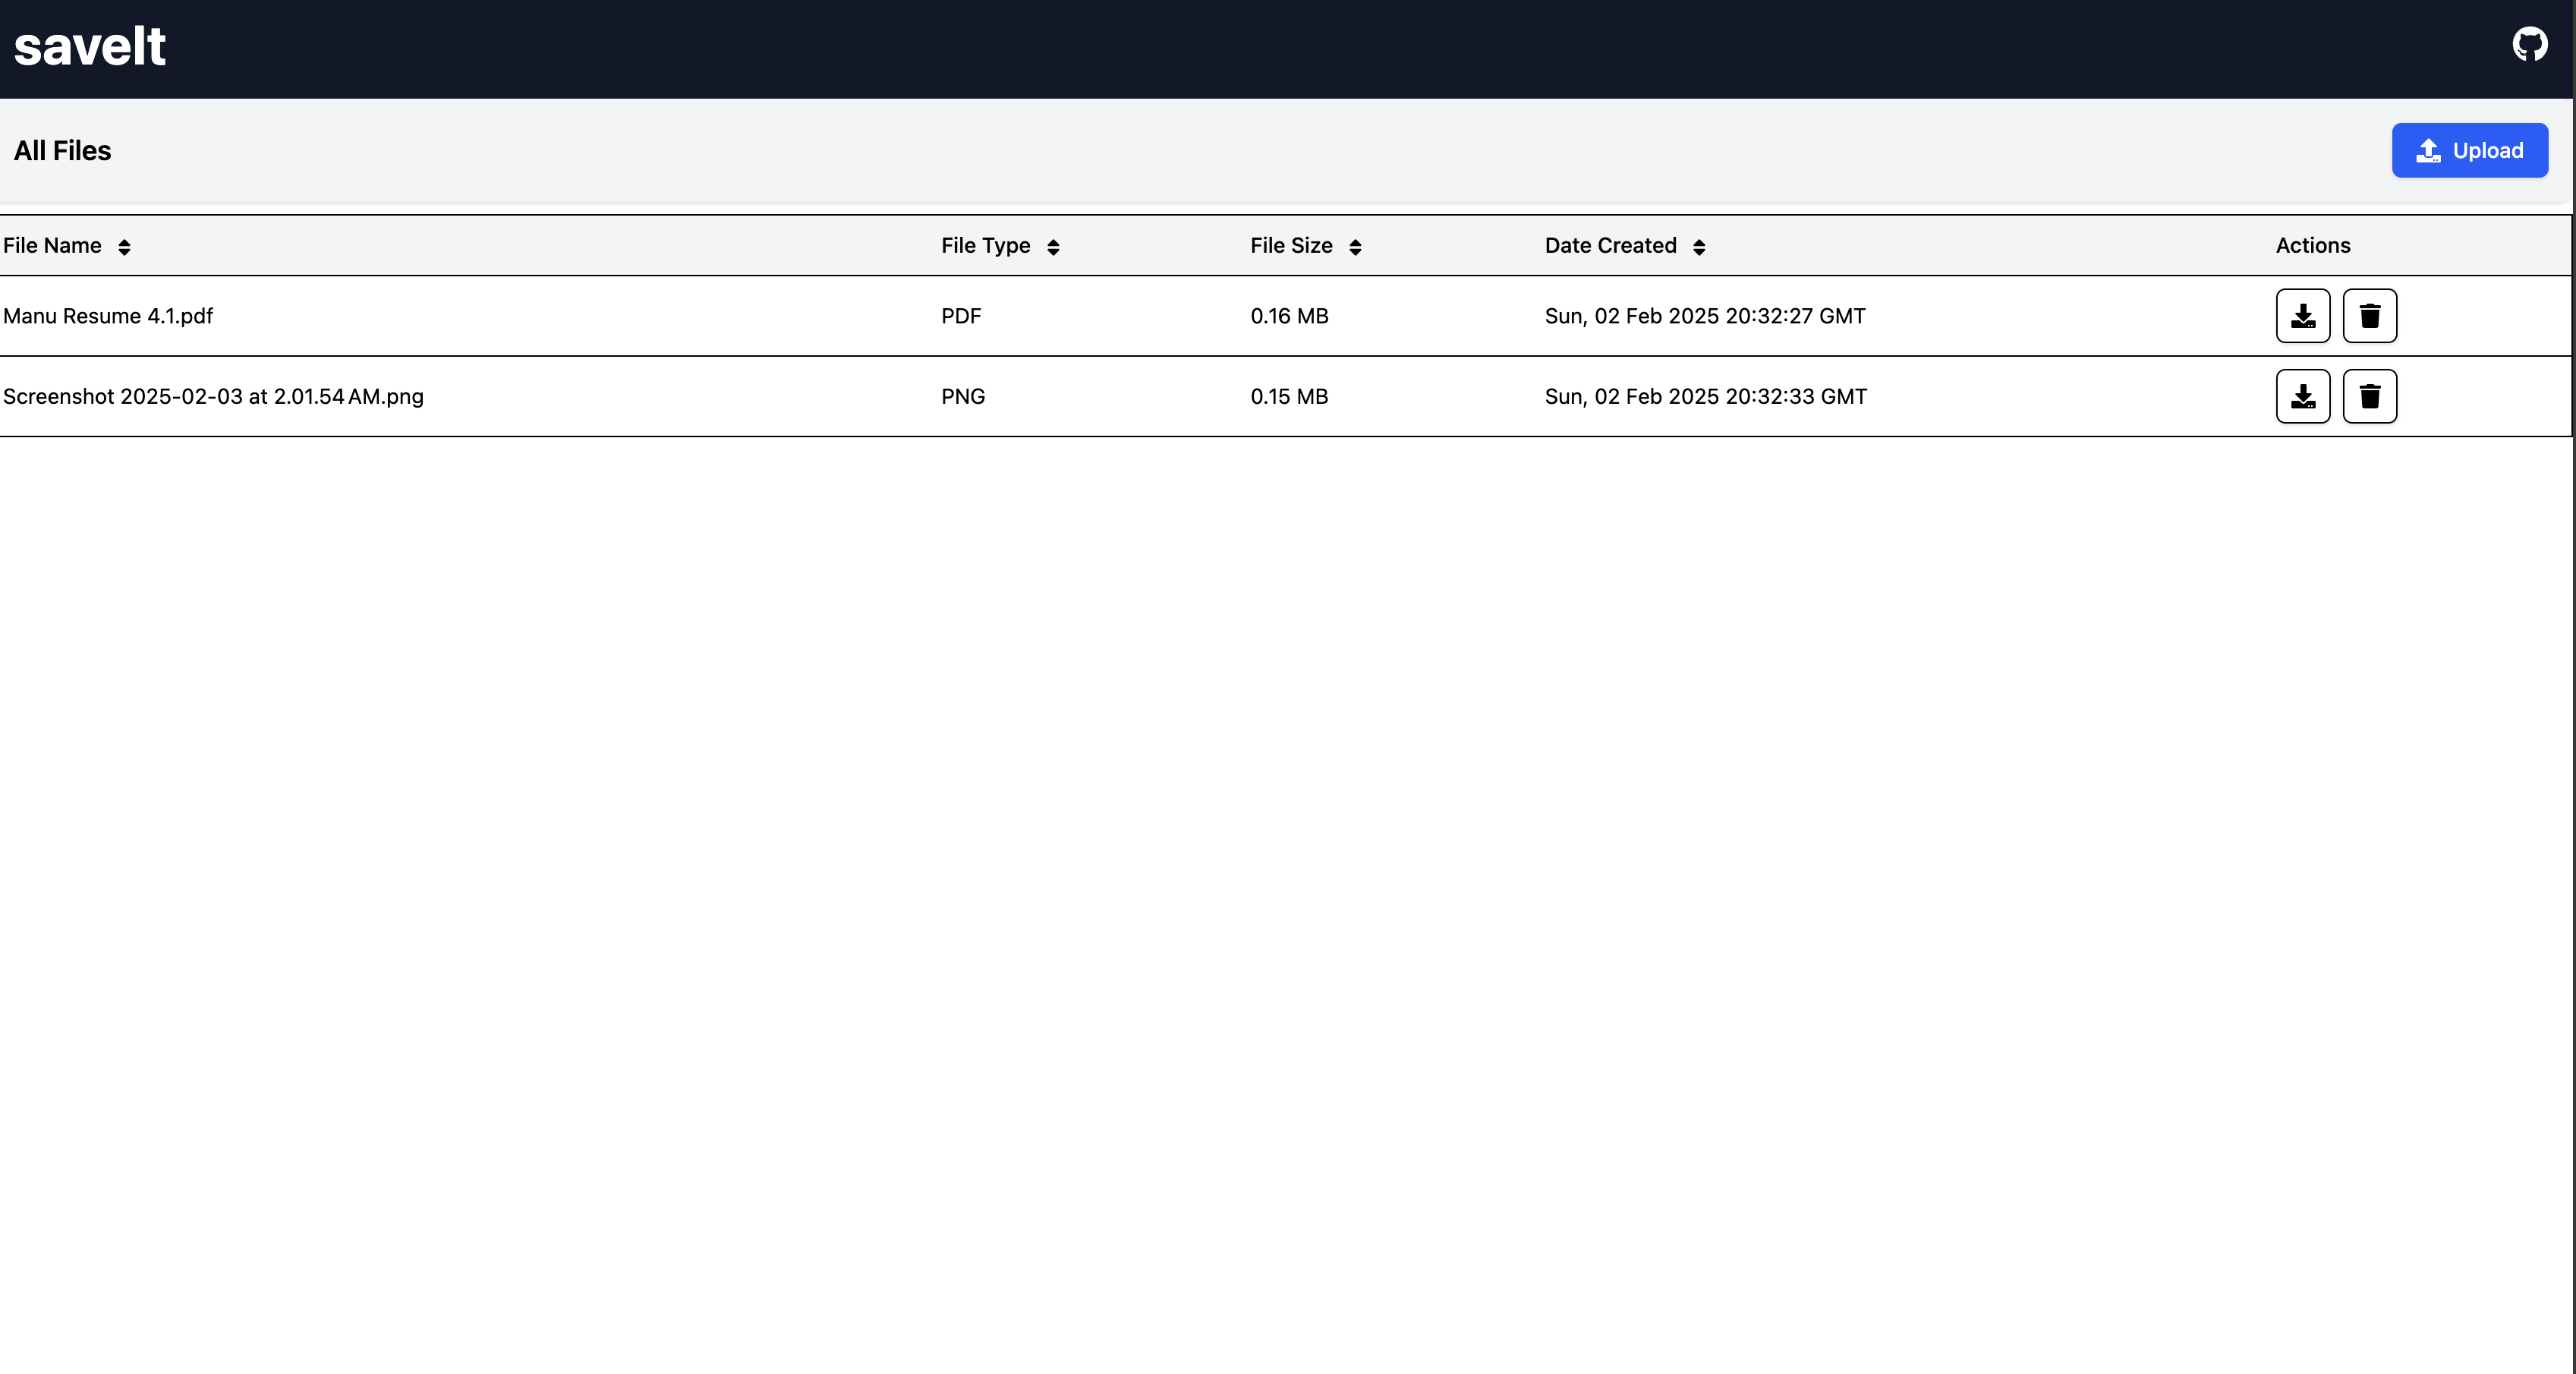 saveIt
All Files
Upload
File Name File Type File Size Date Created Actions
Manu Resume 4.1.pdf PDF 0.16 MB Sun, 02 Feb 2025 20:32:27 GMT
Screenshot 2025-02-03 at 2.01.54 AM.png PNG 0.15 MB Sun, 02 Feb 2025 20:32:33 GMT